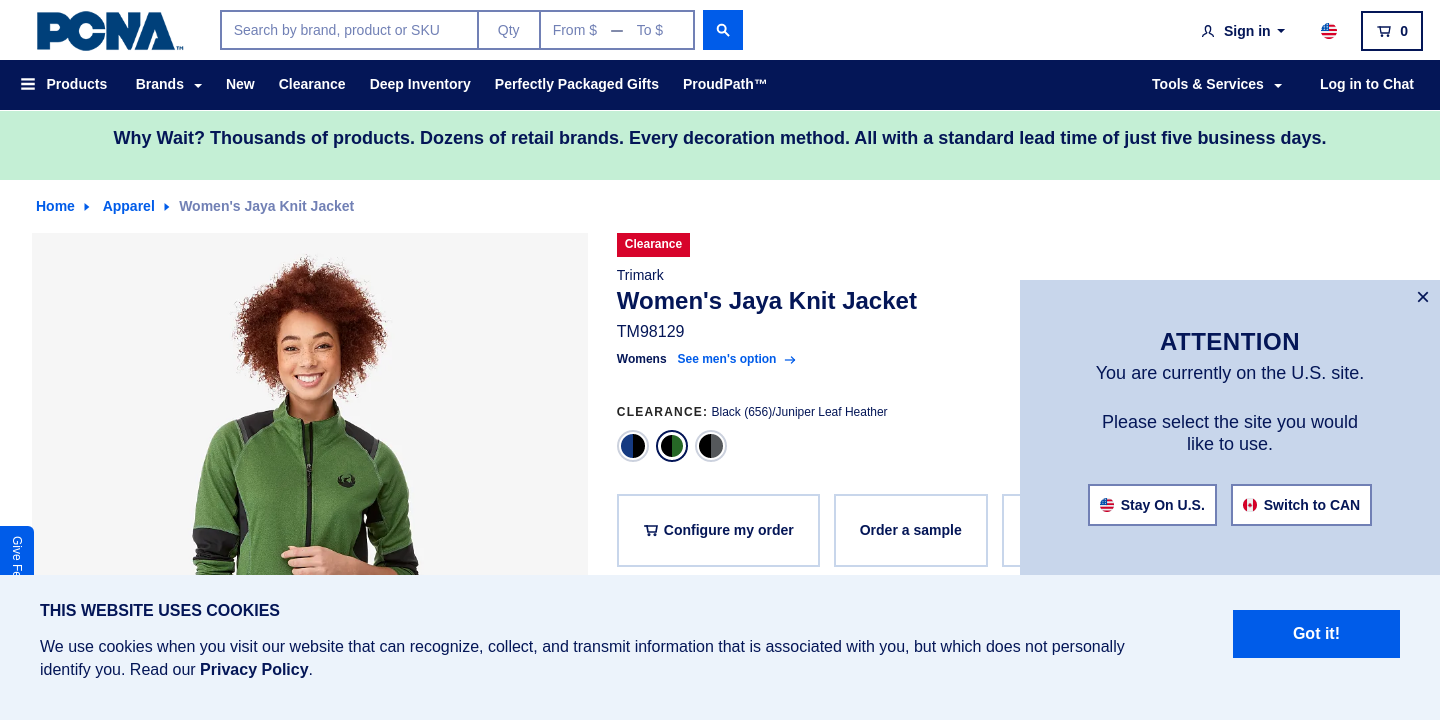 PCNA™
Search by brand, product or SKU
Qty
From $ — To $
Sign in
0
Products
Brands
New
Clearance
Deep Inventory
Perfectly Packaged Gifts
ProudPath™
Tools & Services
Log in to Chat
Why Wait? Thousands of products. Dozens of retail brands. Every decoration method. All with a standard lead time of just five business days.
Home
Apparel
Women's Jaya Knit Jacket
Clearance
Trimark
Women's Jaya Knit Jacket
TM98129
Womens See men's option
CLEARANCE: Black (656)/Juniper Leaf Heather
Configure my order
Order a sample
ATTENTION
You are currently on the U.S. site.
Please select the site you would
like to use.
Stay On U.S.
Switch to CAN
Give
THIS WEBSITE USES COOKIES
We use cookies when you visit our website that can recognize, collect, and transmit information that is associated with you, but which does not personally
identify you. Read our Privacy Policy.
Got it!